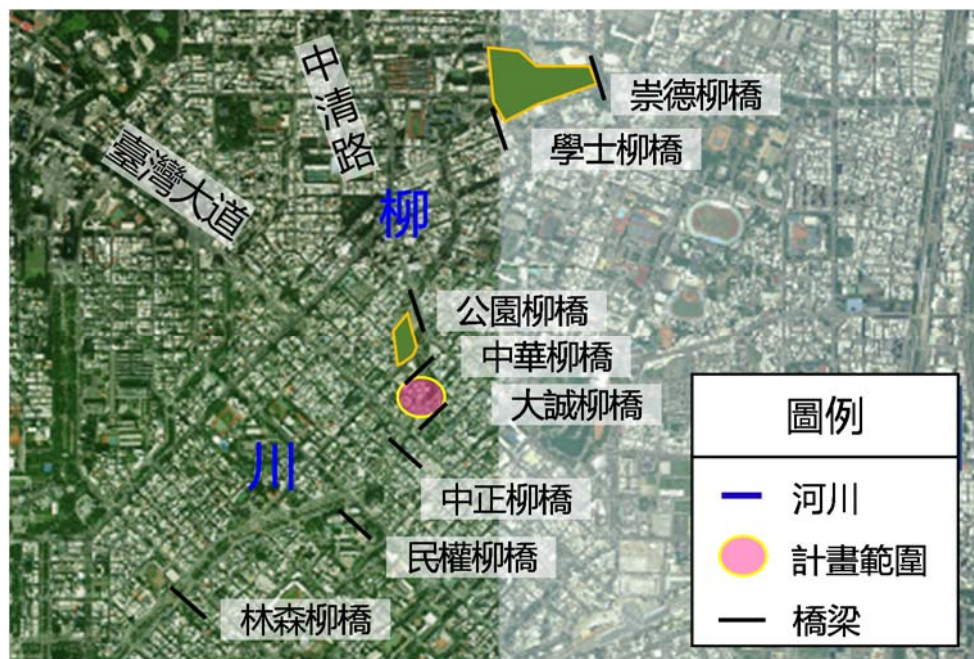 中清路
臺灣大道
崇德柳橋
學士柳橋
柳
公園柳橋
中華柳橋
大誠柳橋
川
中正柳橋
民權柳橋
林森柳橋
圖例
河川
計畫範圍
橋梁